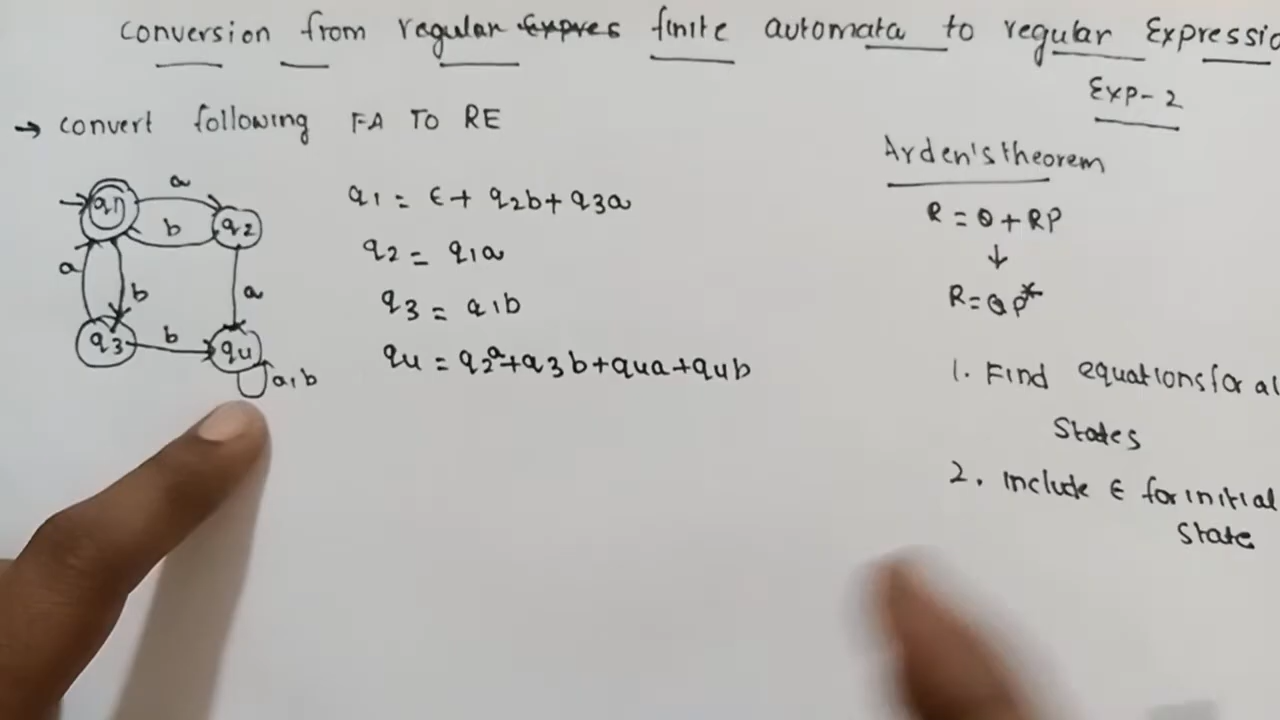 conversion from regular Expres finite automata to regular Expressio
Exp-2
→ convert following FA TO RE
Arden's theorem
R = Q + RP
↓
R = QP*
q1 = ϵ + q2b + q3a
q2 = q1a
q3 = q1b
q4 = q2a + q3b + q4a + q4b
1. Find equations for al
States
2. Include ϵ for initial
State
q1 a q2
b
a b a
q3 b q4
a,b